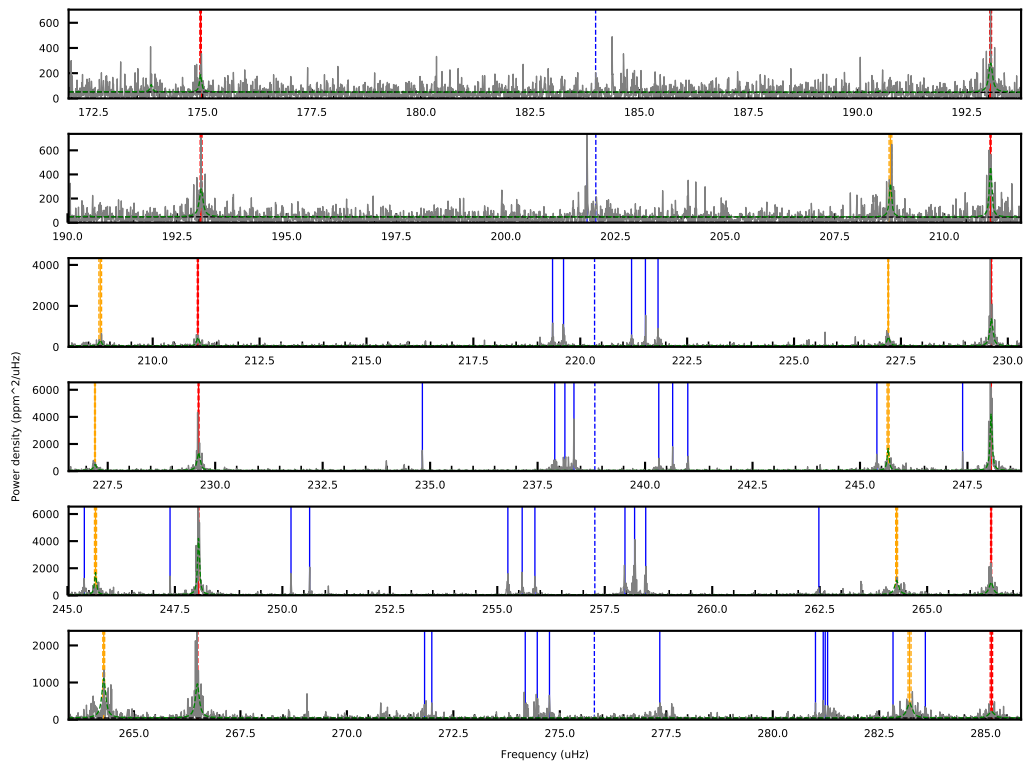 600
400
200
0
172.5 175.0 177.5 180.0 182.5 185.0 187.5 190.0 192.5
600
400
200
0
190.0 192.5 195.0 197.5 200.0 202.5 205.0 207.5 210.0
4000
2000
0
210.0 212.5 215.0 217.5 220.0 222.5 225.0 227.5 230.0
Power density (ppm^2/uHz)
6000
4000
2000
0
227.5 230.0 232.5 235.0 237.5 240.0 242.5 245.0 247.5
6000
4000
2000
0
245.0 247.5 250.0 252.5 255.0 257.5 260.0 262.5 265.0
2000
1000
0
265.0 267.5 270.0 272.5 275.0 277.5 280.0 282.5 285.0
Frequency (uHz)